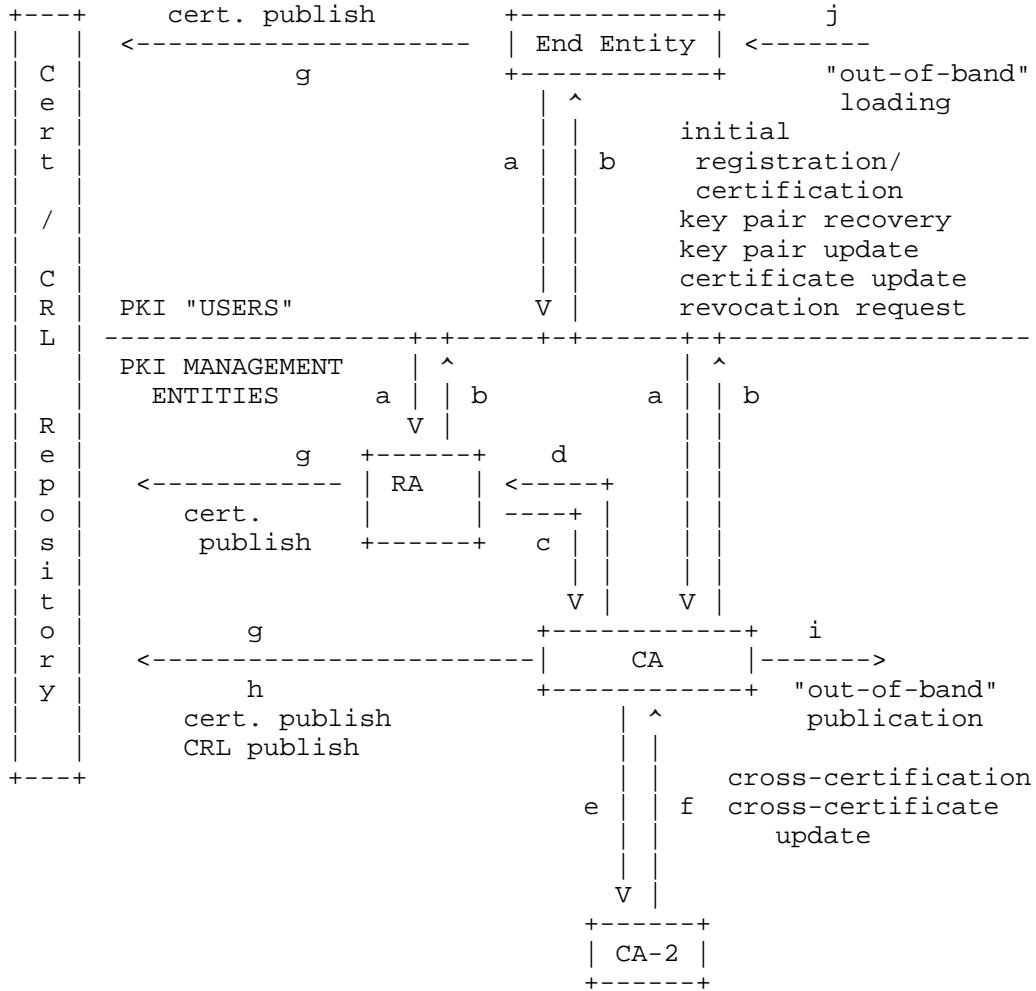 +---+     cert. publish        +------------+      j
|   |  <---------------------  | End Entity | <-------
| C |             g            +------------+      "out-of-band"
| e |                            | ^                loading
| r |                            | |      initial
| t |                          a | | b     registration/
|   |                            | |       certification
| / |                            | |      key pair recovery
|   |                            | |      key pair update
| C |                            | |      certificate update
| R |  PKI "USERS"               V |      revocation request
| L | -------------------+-+-----+-+------+-+-------------------
|   |  PKI MANAGEMENT    | ^              | ^
|   |    ENTITIES      a | | b          a | | b
| R |                    V |              | |
| e |             g   +------+    d       | |
| p |   <------------ | RA   | <-----+    | |
| o |      cert.      |      | ----+ |    | |
| s |       publish   +------+   c | |    | |
| i |                              | |    | |
| t |                              V |    V |
| o |          g                 +------------+   i
| r |   <------------------------|     CA     |------->
| y |          h                 +------------+  "out-of-band"
|   |      cert. publish              | ^         publication
|   |      CRL publish                | |
+---+                                 | |    cross-certification
                                    e | | f  cross-certificate
                                      | |       update
                                      | |
                                      V |
                                    +------+
                                    | CA-2 |
                                    +------+